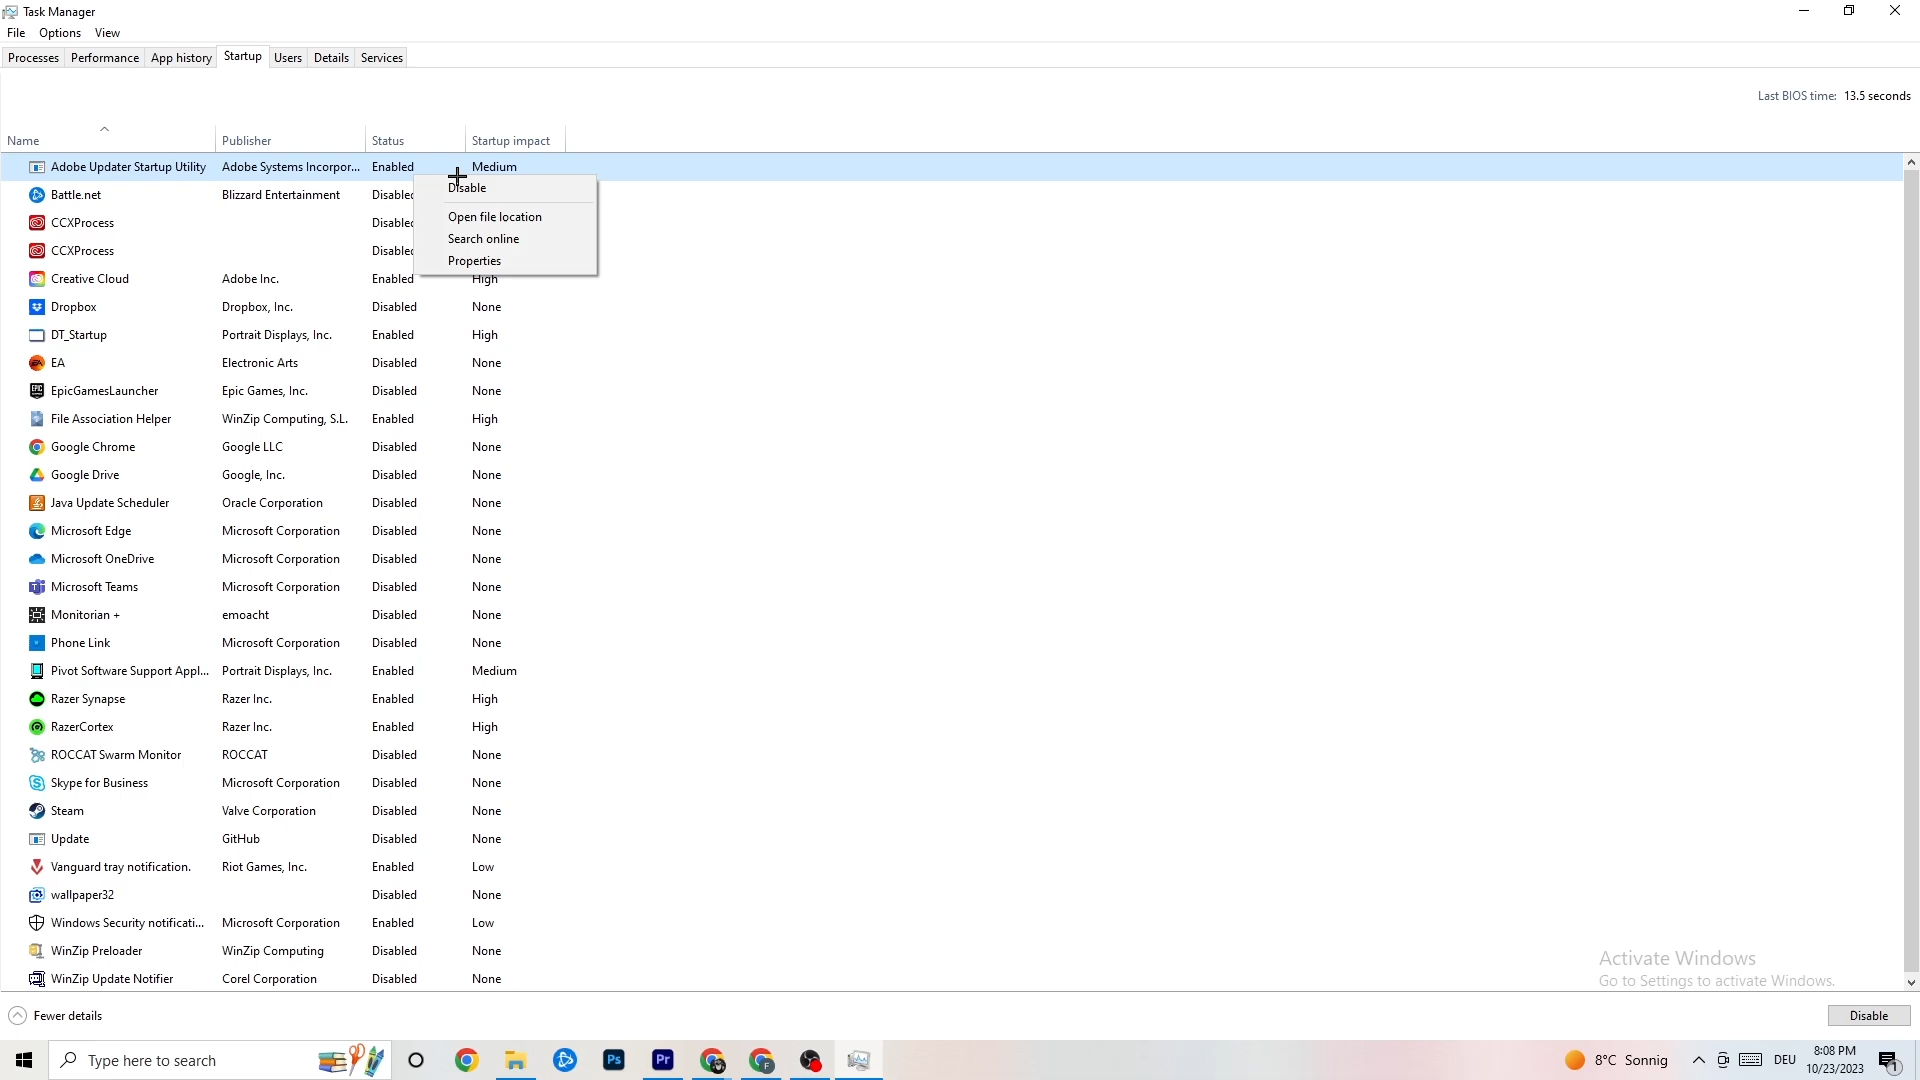 Task Manager
File Options View
Processes Performance App history Startup Users Details Services
Last BIOS time: 13.5 seconds
Name Publisher Status Startup impact
Adobe Updater Startup Utility Adobe Systems Incorpor... Enabled Medium
Disable
Battle.net Blizzard Entertainment Disabled
Open file location
CCXProcess Disabled
Search online
CCXProcess Disabled
Properties
Creative Cloud Adobe Inc. Enabled High
Dropbox Dropbox, Inc. Disabled None
DT_Startup Portrait Displays, Inc. Enabled High
EA Electronic Arts Disabled None
EpicGamesLauncher Epic Games, Inc. Disabled None
File Association Helper WinZip Computing, S.L. Enabled High
Google Chrome Google LLC Disabled None
Google Drive Google, Inc. Disabled None
Java Update Scheduler Oracle Corporation Disabled None
Microsoft Edge Microsoft Corporation Disabled None
Microsoft OneDrive Microsoft Corporation Disabled None
Microsoft Teams Microsoft Corporation Disabled None
Monitorian + emoacht Disabled None
Phone Link Microsoft Corporation Disabled None
Pivot Software Support Appl... Portrait Displays, Inc. Enabled Medium
Razer Synapse Razer Inc. Enabled High
RazerCortex Razer Inc. Enabled High
ROCCAT Swarm Monitor ROCCAT Disabled None
Skype for Business Microsoft Corporation Disabled None
Steam Valve Corporation Disabled None
Update GitHub Disabled None
Vanguard tray notification. Riot Games, Inc. Enabled Low
wallpaper32 Disabled None
Windows Security notificati... Microsoft Corporation Enabled Low
WinZip Preloader WinZip Computing Disabled None
WinZip Update Notifier Corel Corporation Disabled None
Activate Windows
Go to Settings to activate Windows.
Fewer details Disable
Type here to search Ps Pr F 8°C Sonnig DEU 8:08 PM
10/23/2023 1